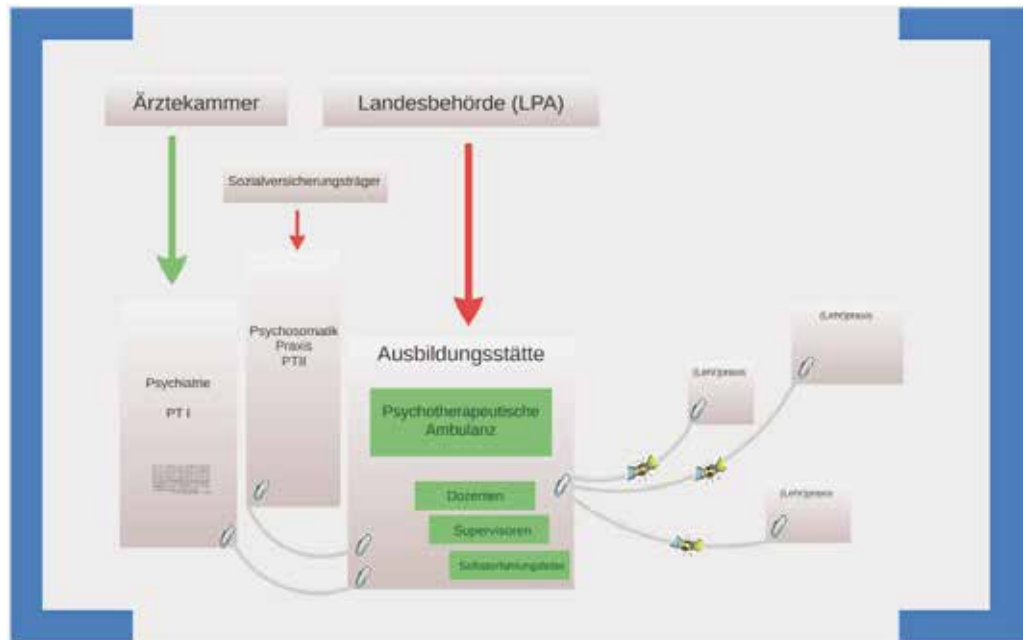 Ärztekammer
Landesbehörde (LPA)
Sozialversicherungsträger
Psychosomatik
Praxis
PTII
Psychiatrie
PT I
Ausbildungsstätte
Psychotherapeutische
Ambulanz
Dozenten
Supervisoren
Selbsterfahrungsleiter
(Lehr)praxis
(Lehr)praxis
(Lehr)praxis